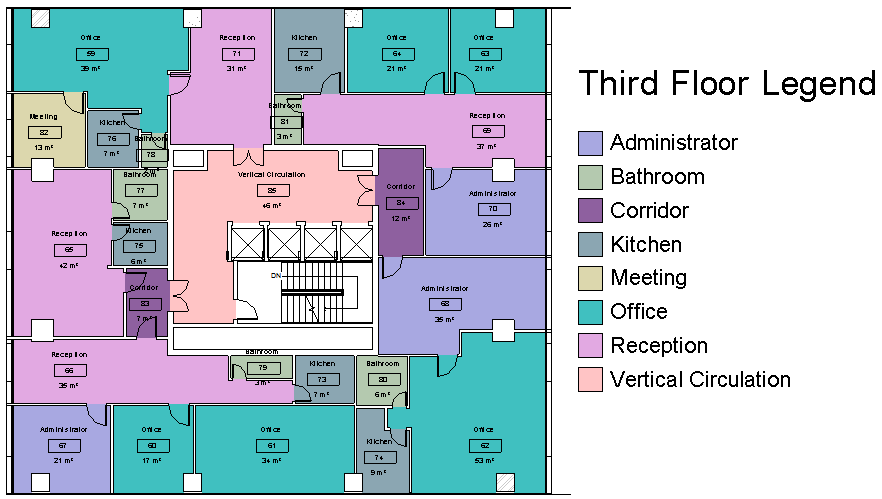 Office
59
39 m²
Reception
71
31 m²
Kitchen
72
15 m²
Office
64
21 m²
Office
63
21 m²
Third Floor Legend
Administrator
Bathroom
Corridor
Kitchen
Meeting
Office
Reception
Vertical Circulation
Meeting
82
13 m²
Kitchen
76
7 m²
Bathroom
78
Bathroom
81
3 m²
Reception
69
37 m²
Bathroom
77
7 m²
Vertical Circulation
85
46 m²
Corridor
84
12 m²
Administrator
70
26 m²
Reception
65
42 m²
Kitchen
75
6 m²
DN
Corridor
83
7 m²
Administrator
68
35 m²
Reception
66
35 m²
Bathroom
79
3 m²
Kitchen
73
7 m²
Bathroom
80
6 m²
Administrator
67
21 m²
Office
60
17 m²
Office
61
34 m²
Kitchen
74
9 m²
Office
62
53 m²